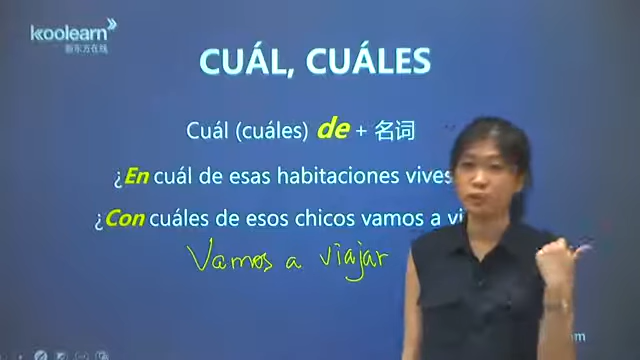 koolearn
新东方在线
CUÁL, CUÁLES
Cuál (cuáles) de + 名词
¿En cuál de esas habitaciones vives
¿Con cuáles de esos chicos vamos a vi
Vamos a viajar